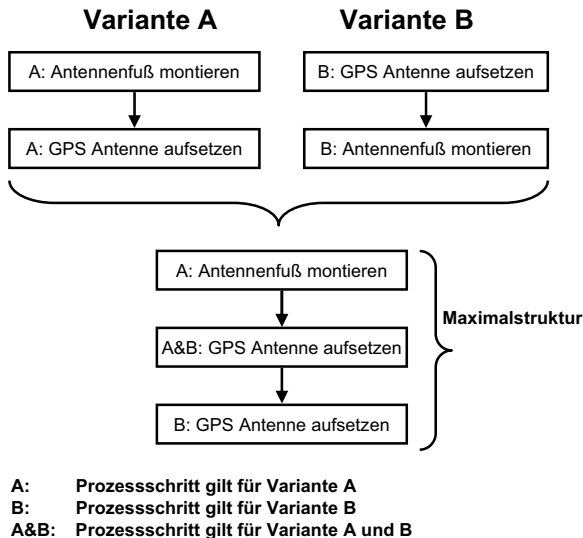 Variante A
Variante B
A: Antennenfuß montieren
B: GPS Antenne aufsetzen
A: GPS Antenne aufsetzen
B: Antennenfuß montieren
A: Antennenfuß montieren
A&B: GPS Antenne aufsetzen
B: GPS Antenne aufsetzen
Maximalstruktur
A: Prozessschritt gilt für Variante A
B: Prozessschritt gilt für Variante B
A&B: Prozessschritt gilt für Variante A und B